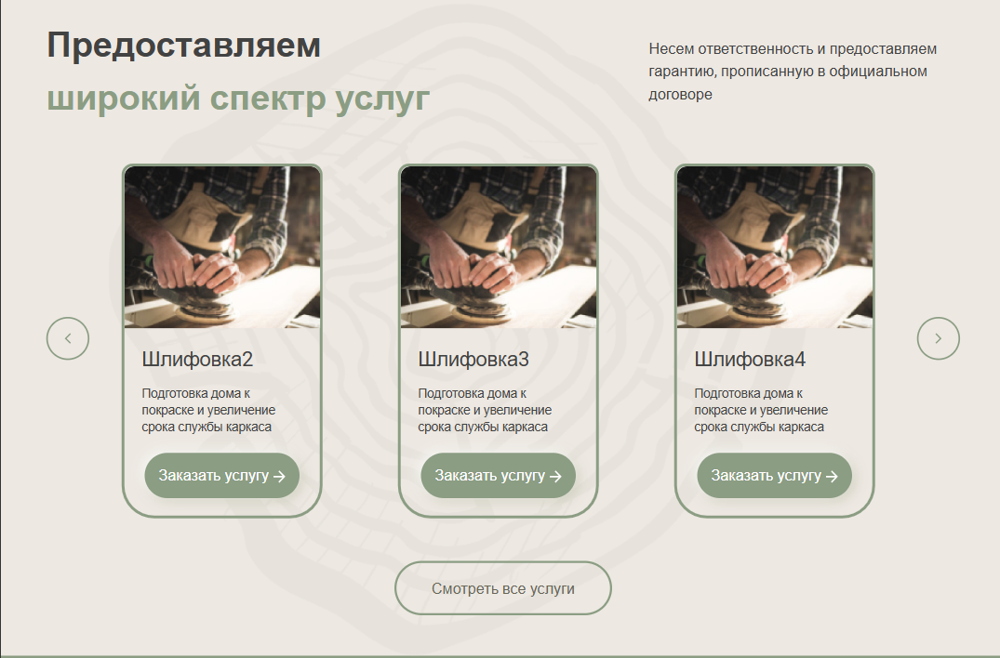 Предоставляем
широкий спектр услуг
Несем ответственность и предоставляем
гарантию, прописанную в официальном
договоре
Шлифовка2
Подготовка дома к
покраске и увеличение
срока службы каркаса
Заказать услугу
Шлифовка3
Подготовка дома к
покраске и увеличение
срока службы каркаса
Заказать услугу
Шлифовка4
Подготовка дома к
покраске и увеличение
срока службы каркаса
Заказать услугу
Смотреть все услуги